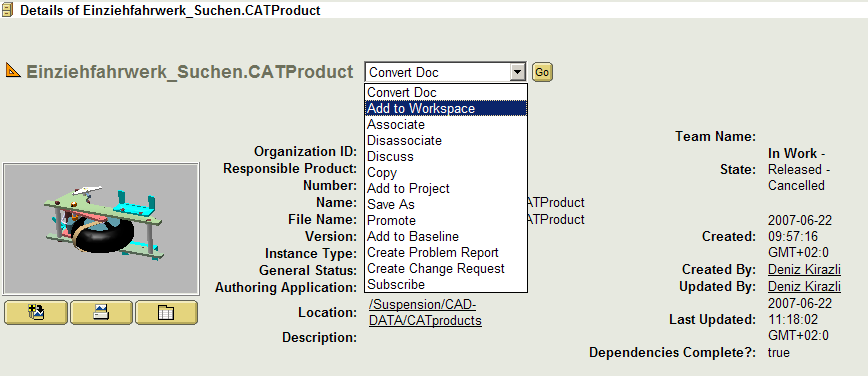 Details of Einziehfahrwerk_Suchen.CATProduct
Einziehfahrwerk_Suchen.CATProduct
Convert Doc
Go
Convert Doc
Add to Workspace
Associate
Disassociate
Discuss
Copy
Add to Project
Save As
Promote
Add to Baseline
Create Problem Report
Create Change Request
Subscribe
Organization ID:
Responsible Product:
Number:
Name: CATProduct
File Name: CATProduct
Version:
Instance Type:
General Status:
Authoring Application:
Location: /Suspension/CAD-
DATA/CATproducts
Description:
Team Name:
In Work -
State: Released -
Cancelled
2007-06-22
Created: 09:57:16
GMT+02:0
Created By: Deniz Kirazli
Updated By: Deniz Kirazli
2007-06-22
Last Updated: 11:18:02
GMT+02:0
Dependencies Complete?: true